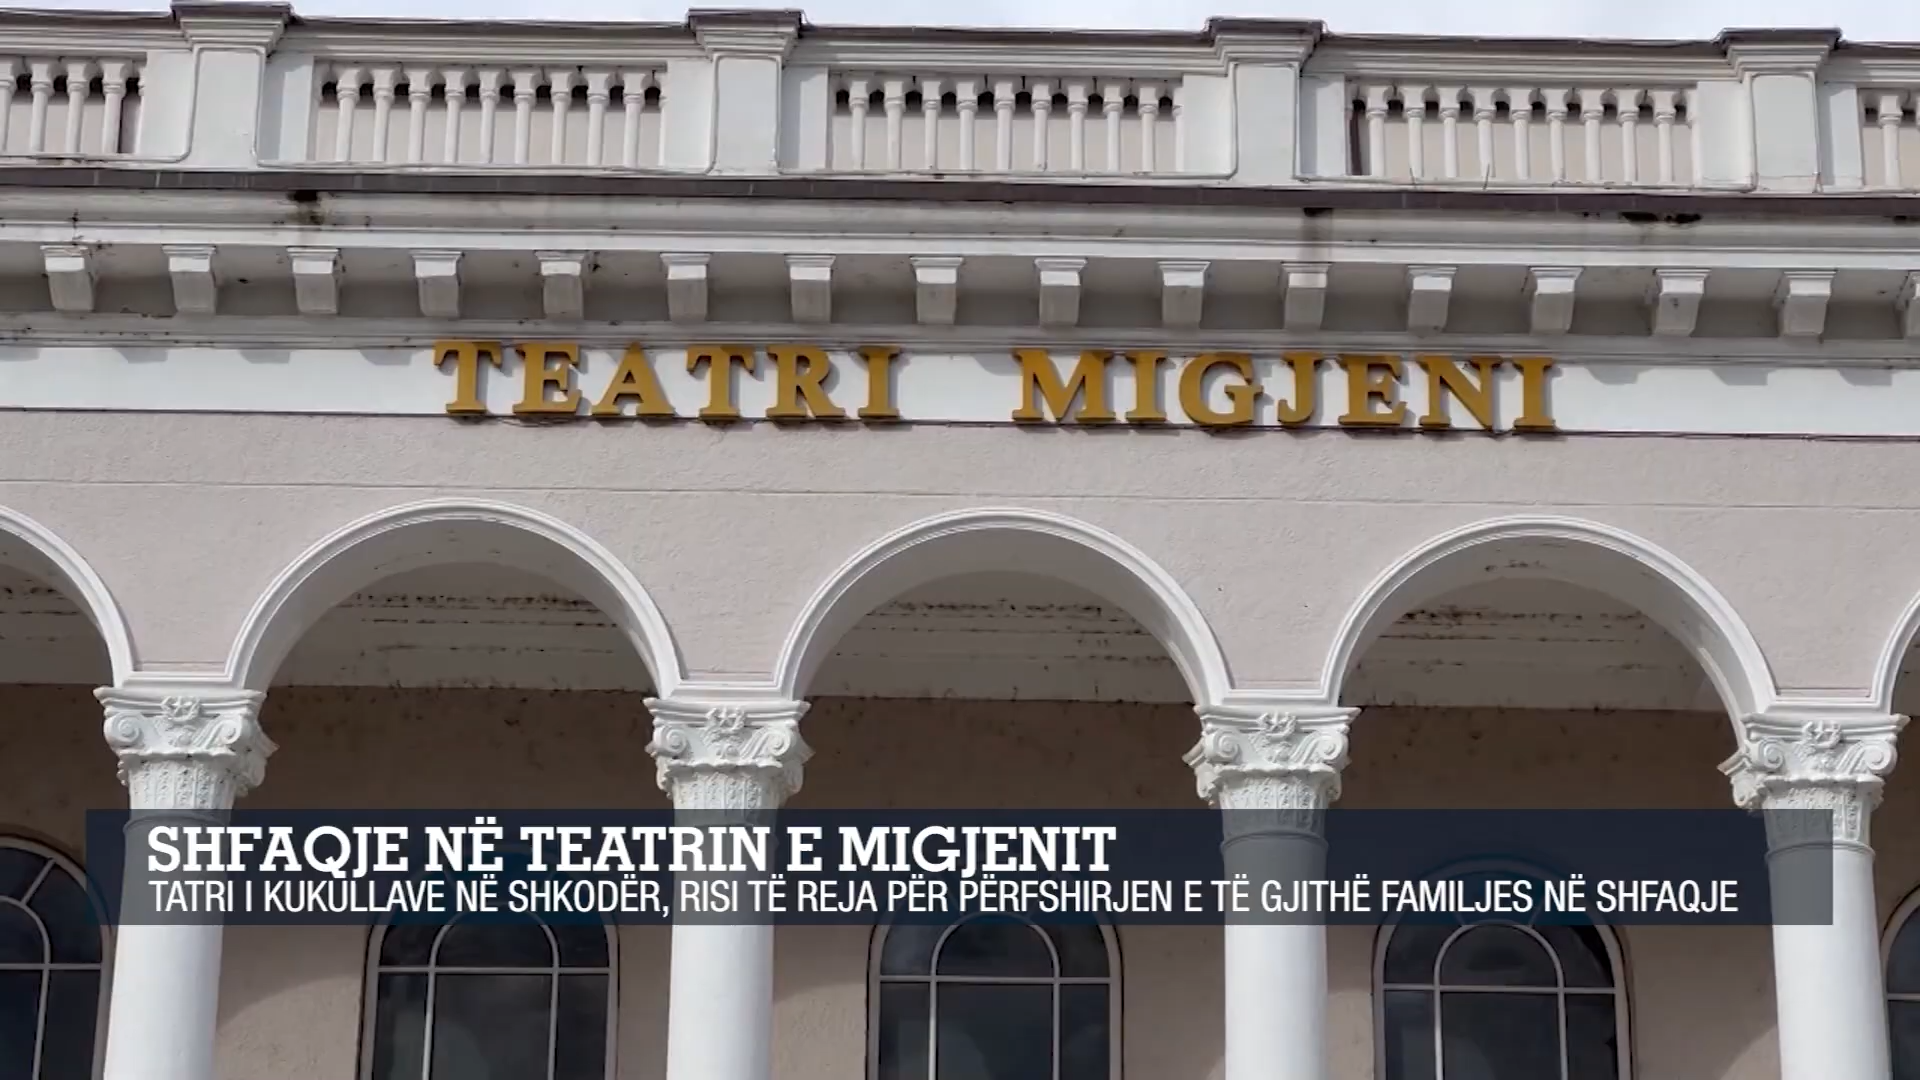 TEATRI MIGJENI
SHFAQJE NË TEATRIN E MIGJENIT
TATRI I KUKULLAVE NË SHKODËR, RISI TË REJA PËR PËRFSHIRJEN E TË GJITHË FAMILJES NË SHFAQJE